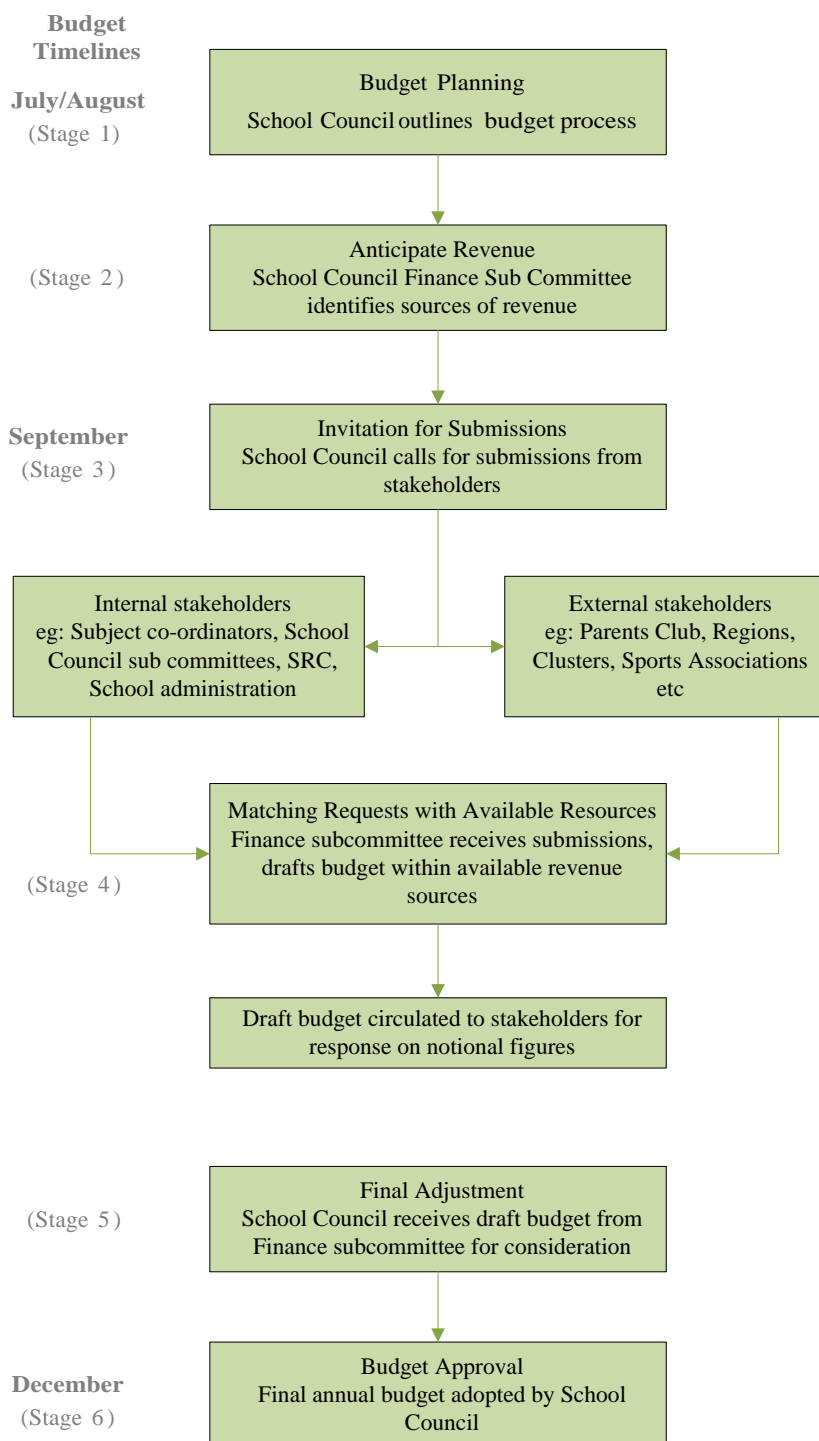 Budget
Timelines
July/August
(Stage 1)
Budget Planning
School Council outlines budget process
(Stage 2)
Anticipate Revenue
School Council Finance Sub Committee
identifies sources of revenue
September
(Stage 3)
Invitation for Submissions
School Council calls for submissions from
stakeholders
Internal stakeholders
eg: Subject co-ordinators, School
Council sub committees, SRC,
School administration
External stakeholders
eg: Parents Club, Regions,
Clusters, Sports Associations
etc
(Stage 4)
Matching Requests with Available Resources
Finance subcommittee receives submissions,
drafts budget within available revenue
sources
Draft budget circulated to stakeholders for
response on notional figures
(Stage 5)
Final Adjustment
School Council receives draft budget from
Finance subcommittee for consideration
December
(Stage 6)
Budget Approval
Final annual budget adopted by School
Council